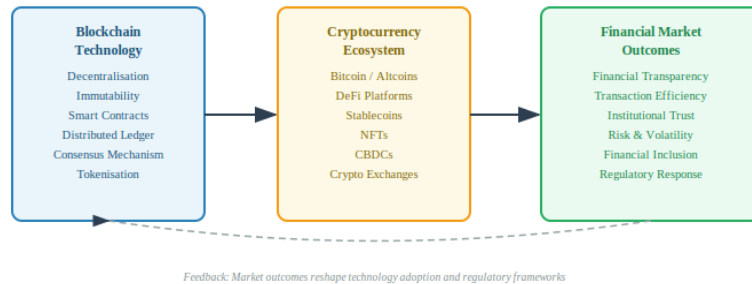 Blockchain
Technology
Decentralisation
Immutability
Smart Contracts
Distributed Ledger
Consensus Mechanism
Tokenisation
Cryptocurrency
Ecosystem
Bitcoin / Altcoins
DeFi Platforms
Stablecoins
NFTs
CBDCs
Crypto Exchanges
Financial Market
Outcomes
Financial Transparency
Transaction Efficiency
Institutional Trust
Risk & Volatility
Financial Inclusion
Regulatory Response
Feedback: Market outcomes reshape technology adoption and regulatory frameworks